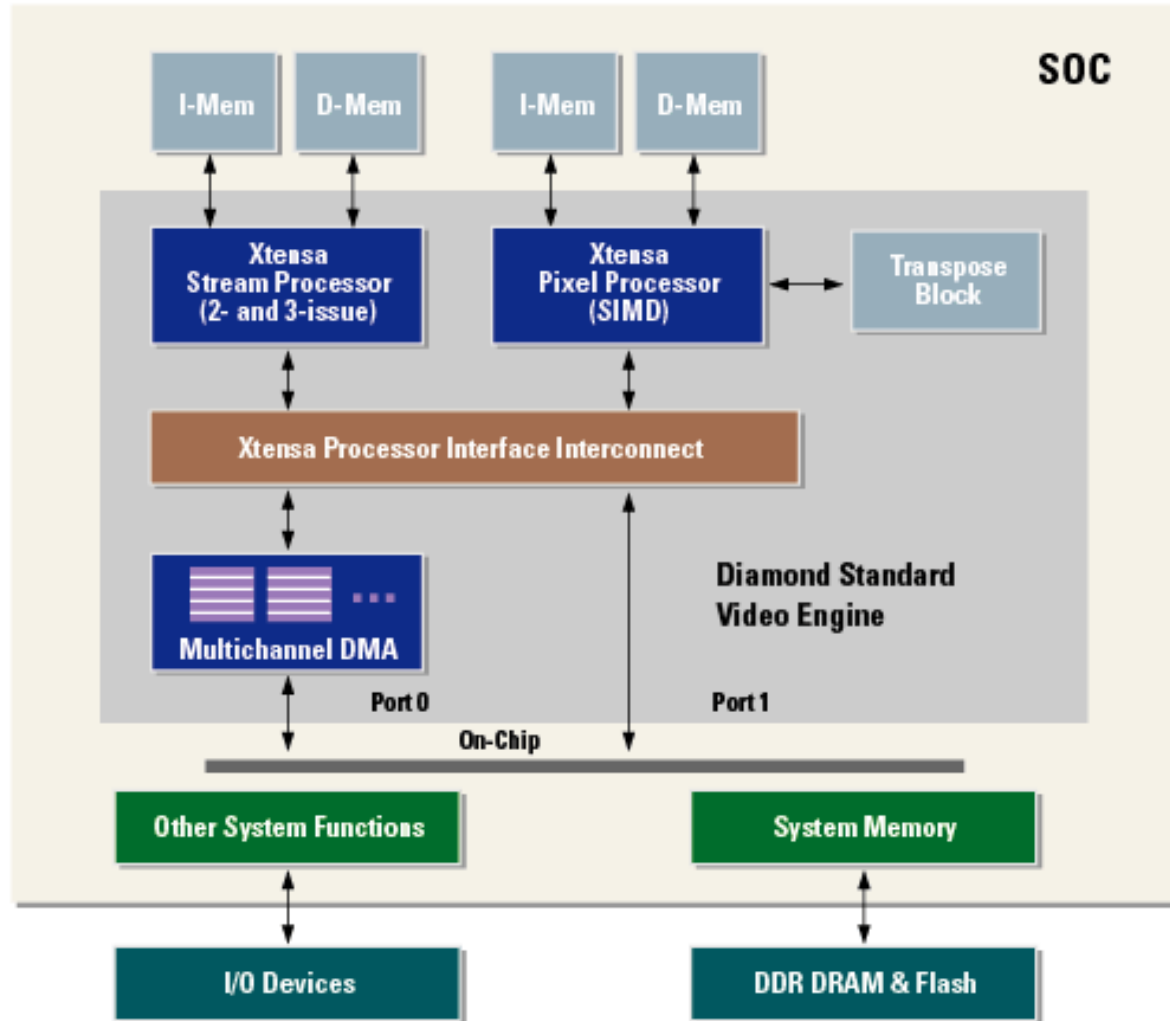 SOC
I-Mem
D-Mem
I-Mem
D-Mem
Xtensa
Stream Processor
(2- and 3-issue)
Xtensa
Pixel Processor
(SIMD)
Transpose
Block
Xtensa Processor Interface Interconnect
Multichannel DMA
Diamond Standard
Video Engine
Port 0
Port 1
On-Chip
Other System Functions
System Memory
I/O Devices
DDR DRAM & Flash